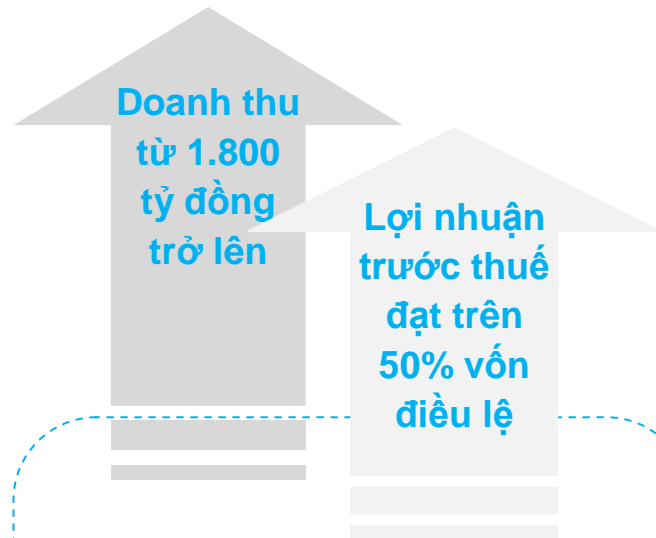 Doanh thu
từ 1.800
tỷ đồng
trở lên
Lợi nhuận
trước thuế
đạt trên
50% vốn
điều lệ